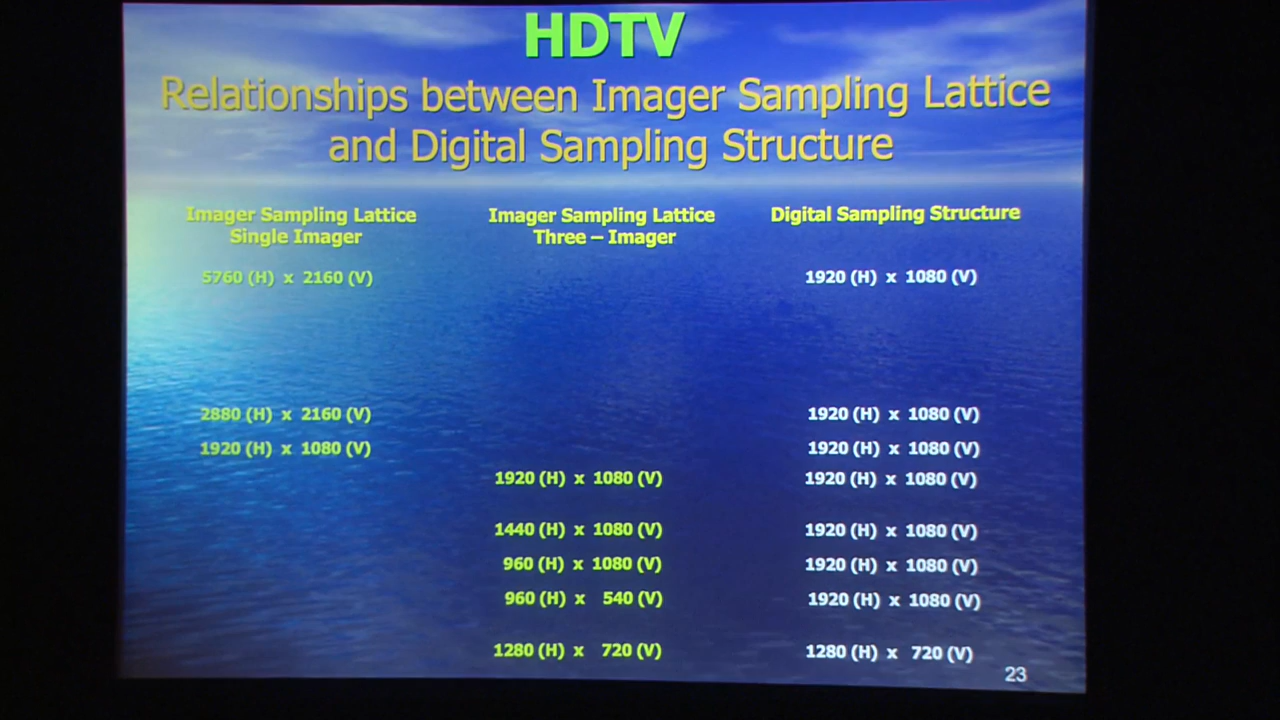 HDTV
Relationships between Imager Sampling Lattice
and Digital Sampling Structure
Imager Sampling Lattice
Single Imager
Imager Sampling Lattice
Three – Imager
Digital Sampling Structure
5760 (H) x 2160 (V) 1920 (H) x 1080 (V)
2880 (H) x 2160 (V) 1920 (H) x 1080 (V)
1920 (H) x 1080 (V) 1920 (H) x 1080 (V)
1920 (H) x 1080 (V) 1920 (H) x 1080 (V)
1440 (H) x 1080 (V) 1920 (H) x 1080 (V)
960 (H) x 1080 (V) 1920 (H) x 1080 (V)
960 (H) x 540 (V) 1920 (H) x 1080 (V)
1280 (H) x 720 (V) 1280 (H) x 720 (V)
23